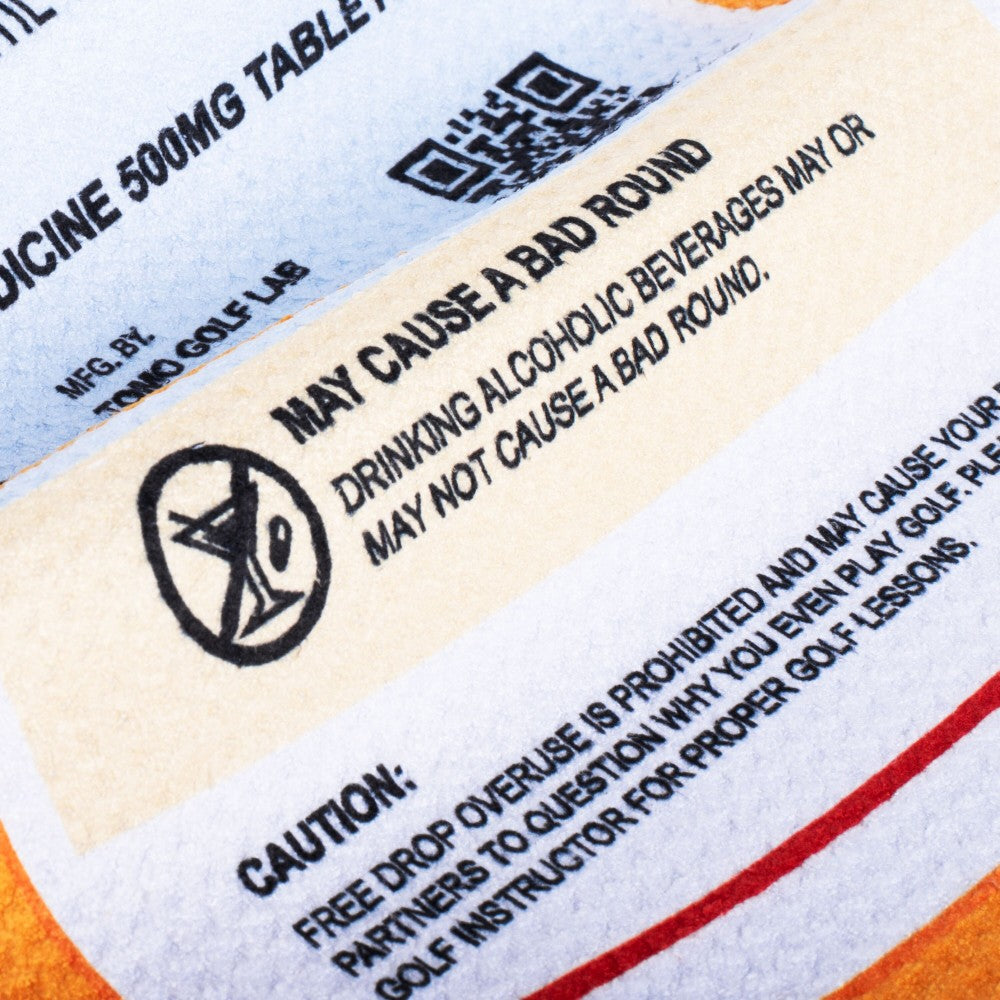 DICINE 500MG TABLET
MFG. BY.
TOMO GOLF LAB
MAY CAUSE A BAD ROUND
DRINKING ALCOHOLIC BEVERAGES MAY OR
MAY NOT CAUSE A BAD ROUND.
CAUTION:
FREE DROP OVERUSE IS PROHIBITED AND MAY CAUSE YOUR
PARTNERS TO QUESTION WHY YOU EVEN PLAY GOLF. PLE
GOLF INSTRUCTOR FOR PROPER GOLF LESSONS.